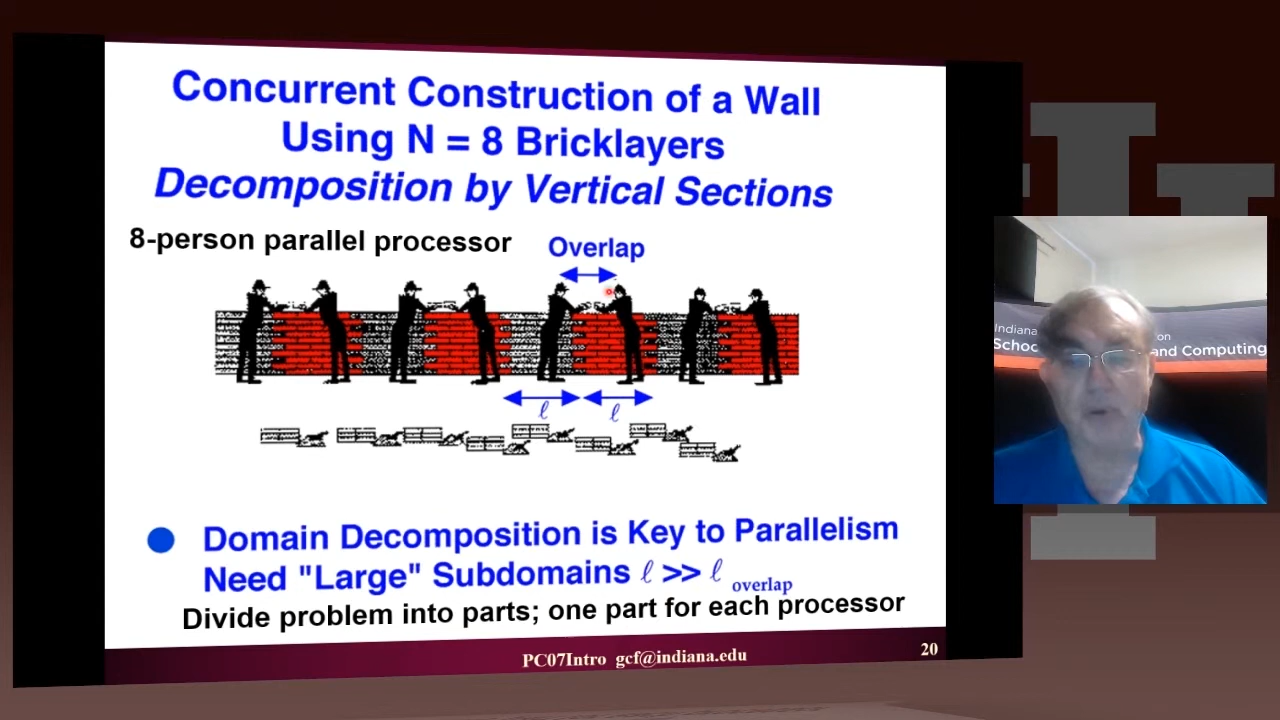 Concurrent Construction of a Wall
Using N = 8 Bricklayers
Decomposition by Vertical Sections
8-person parallel processor
Overlap
ℓ
ℓ
Domain Decomposition is Key to Parallelism
Need "Large" Subdomains ℓ >> ℓ overlap
Divide problem into parts; one part for each processor
PC07Intro gcf@indiana.edu
20
Indiana
on
and Computing